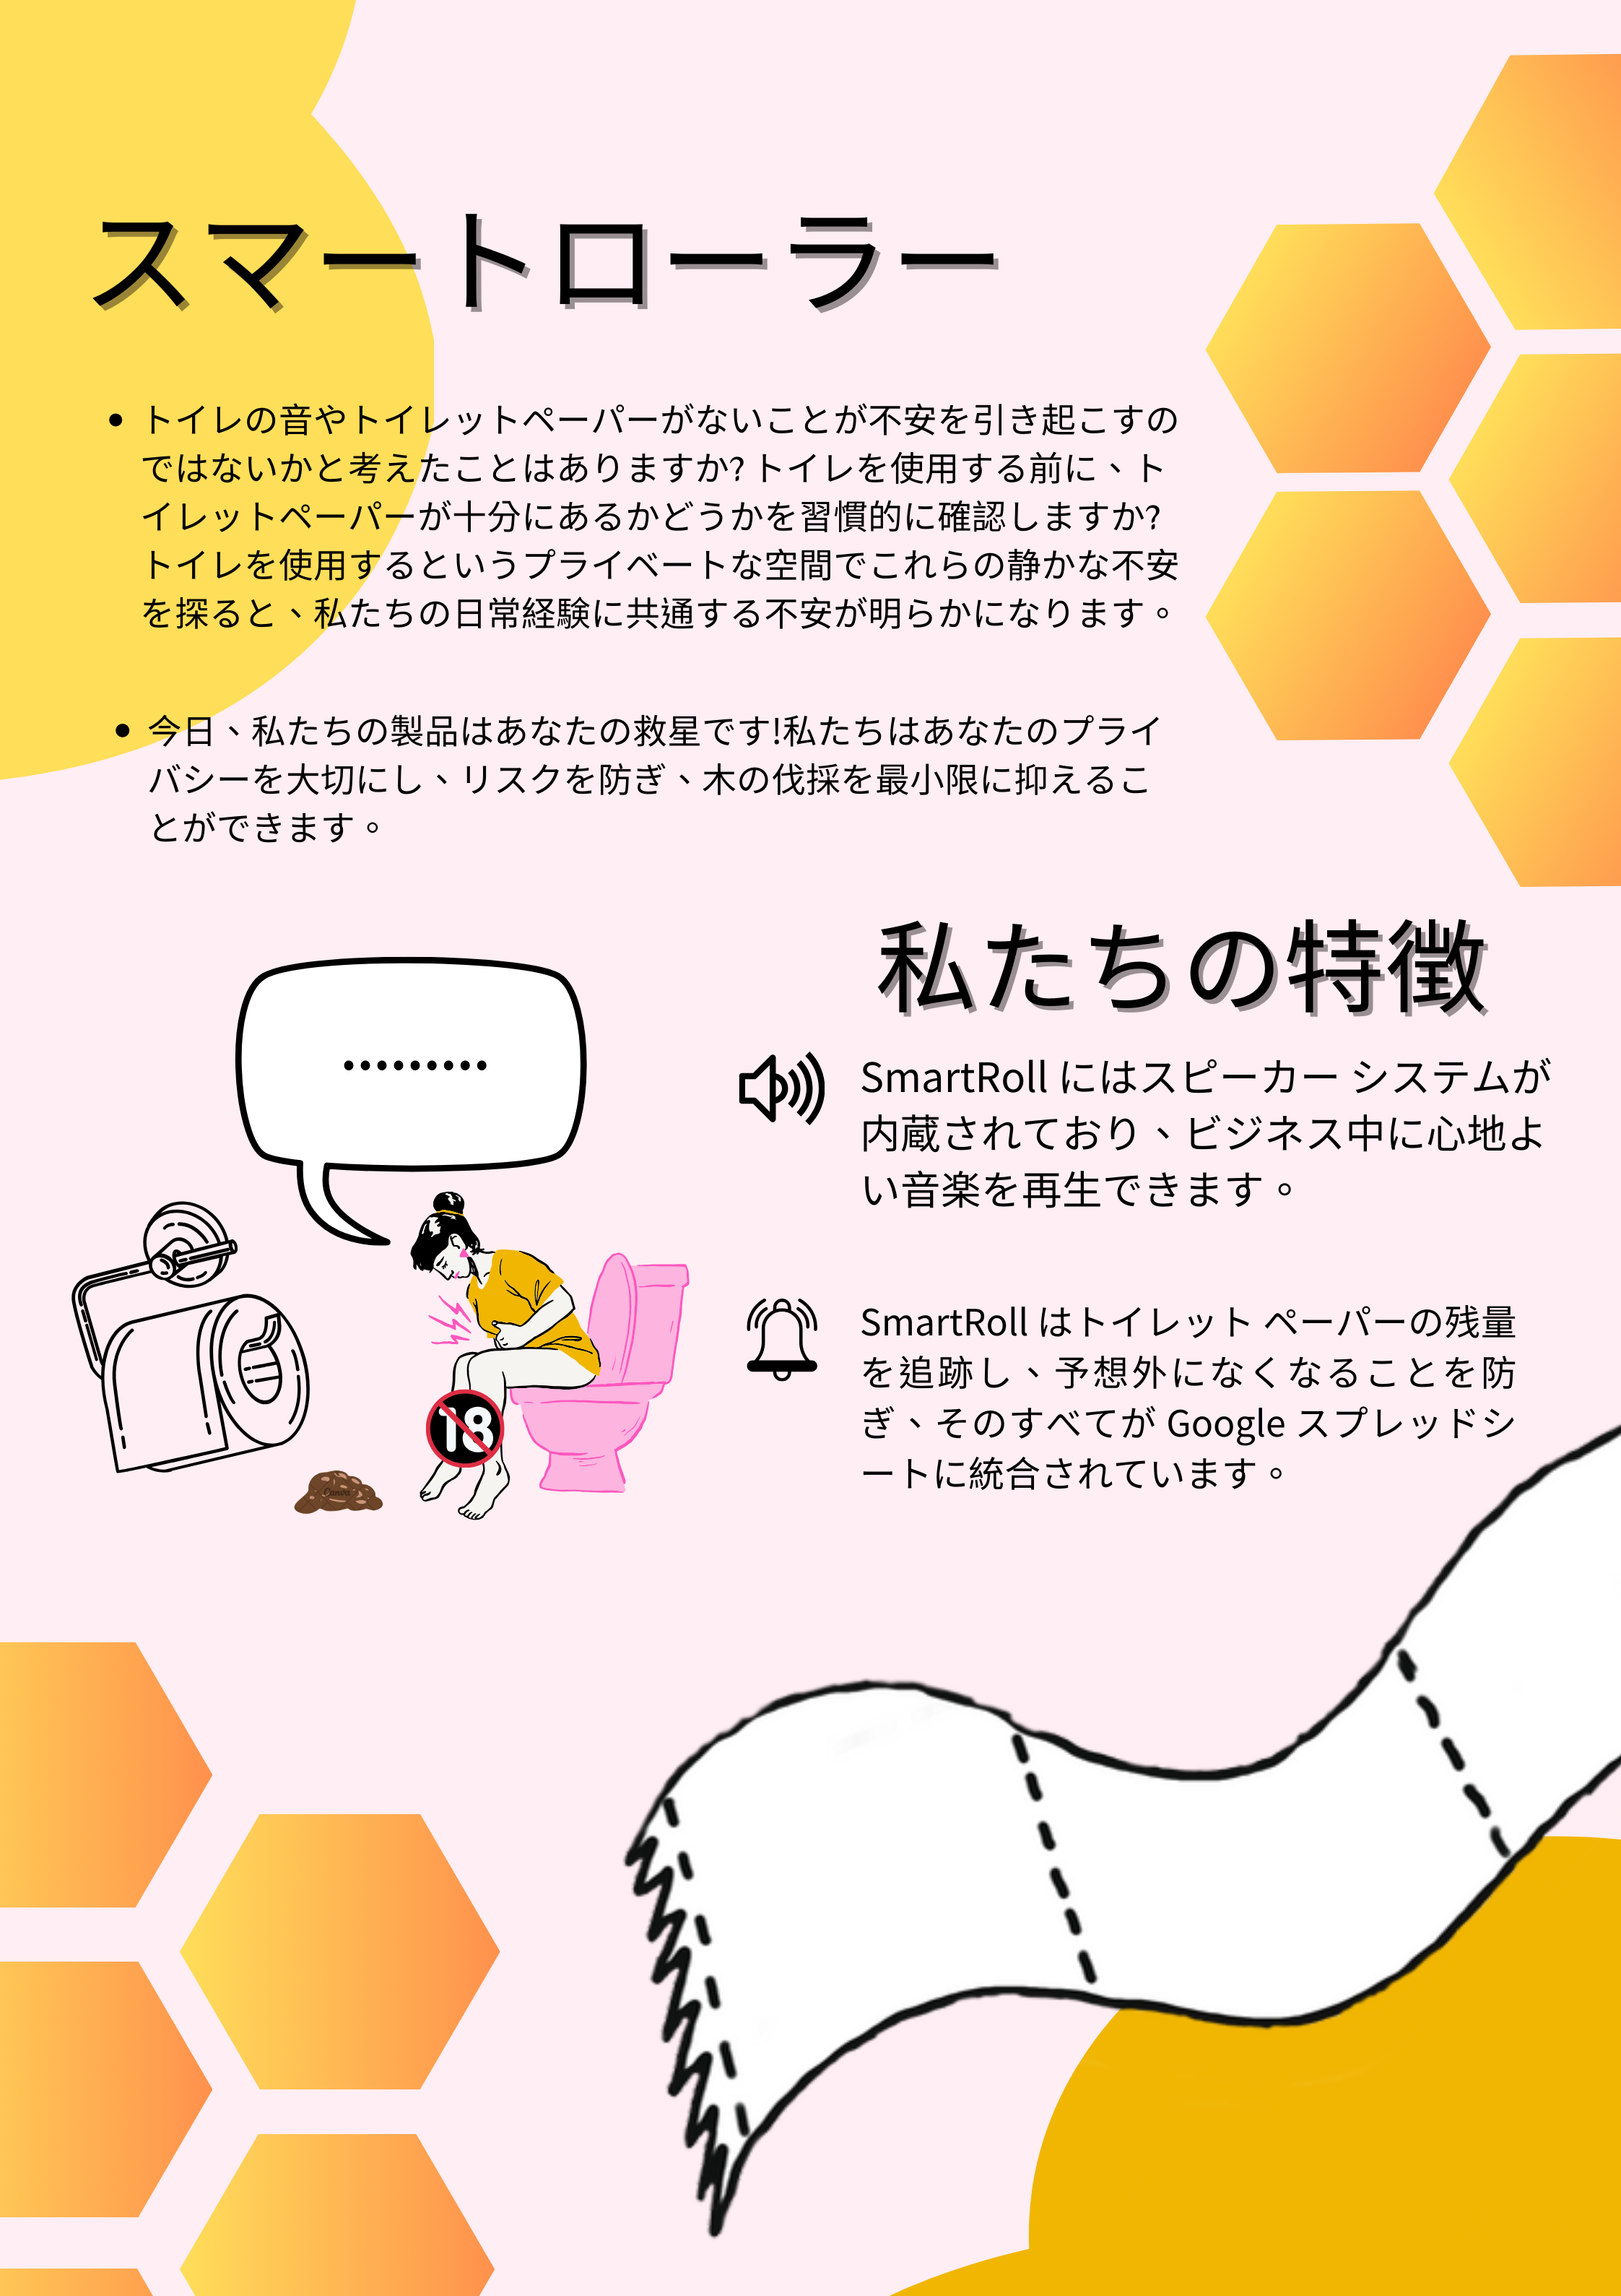 スマートローラー
• トイレの音やトイレットペーパーがないことが不安を引き起こすの
ではないかと考えたことはありますか? トイレを使用する前に、ト
イレットペーパーが十分にあるかどうかを習慣的に確認しますか?
トイレを使用するというプライベートな空間でこれらの静かな不安
を探ると、私たちの日常経験に共通する不安が明らかになります。
• 今日、私たちの製品はあなたの救星です!私たちはあなたのプライ
バシーを大切にし、リスクを防ぎ、木の伐採を最小限に抑えるこ
とができます。
私たちの特徴
.........
SmartRoll にはスピーカー システムが
内蔵されており、ビジネス中に心地よ
い音楽を再生できます。
SmartRoll はトイレット ペーパーの残量
を追跡し、予想外になくなることを防
ぎ、そのすべてが Google スプレッドシ
ートに統合されています。
18
Canva